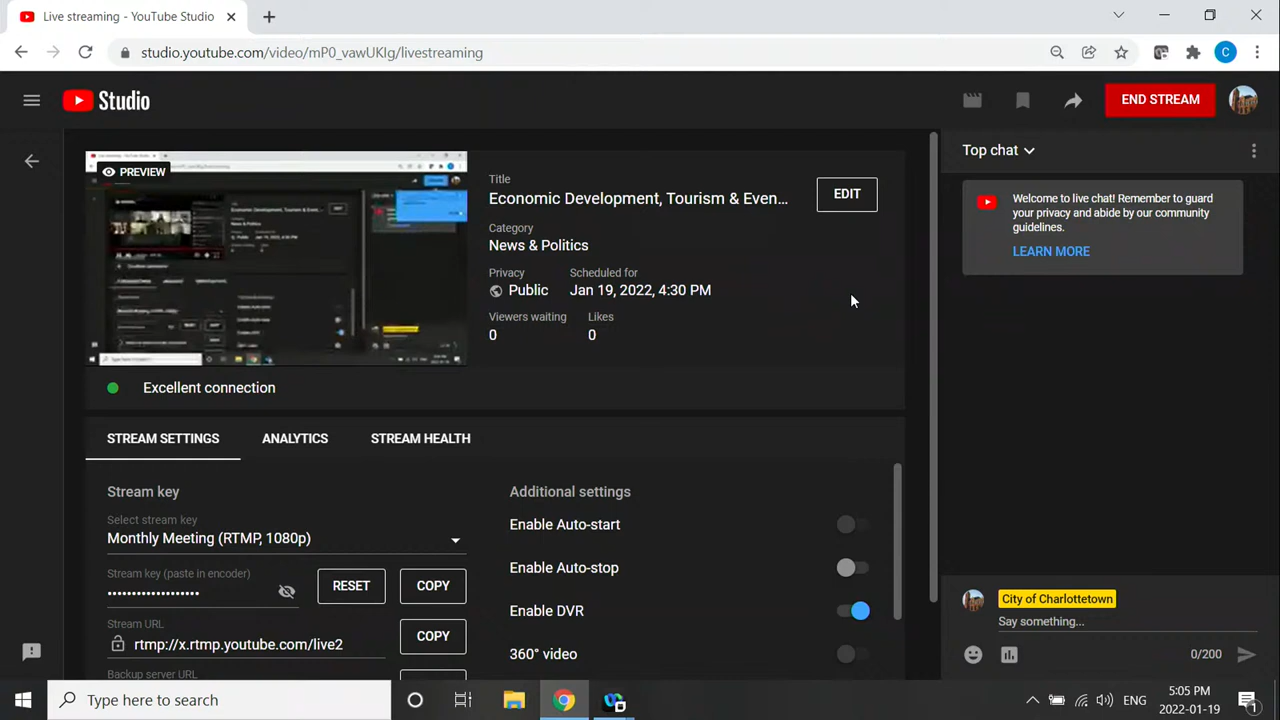 Live streaming - YouTube Studio
studio.youtube.com/video/mP0_vawUKIg/livestreaming
C
Studio
END STREAM
PREVIEW
Title
Economic Development, Tourism & Even...
EDIT
Category
News & Politics
Privacy
Scheduled for
Public
Jan 19, 2022, 4:30 PM
Viewers waiting
Likes
0
0
Excellent connection
STREAM SETTINGS
ANALYTICS
STREAM HEALTH
Stream key
Select stream key
Monthly Meeting (RTMP, 1080p)
Stream key (paste in encoder)
•••••••••••••••••••
RESET
COPY
Stream URL
rtmp://x.rtmp.youtube.com/live2
COPY
Backup server URL
Additional settings
Enable Auto-start
Enable Auto-stop
Enable DVR
360° video
Top chat
Welcome to live chat! Remember to guard
your privacy and abide by our community
guidelines.
LEARN MORE
City of Charlottetown
Say something...
0/200
Type here to search
ENG
5:05 PM
2022-01-19
1